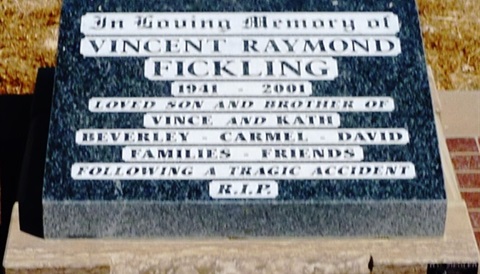 In Loving Memory of
VINCENT RAYMOND
FICKLING
1941 - 2001
LOVED SON AND BROTHER OF
VINCE AND KATH
BEVERLEY - CARMEL - DAVID
FAMILIES - FRIENDS
FOLLOWING A TRAGIC ACCIDENT
R.I.P.